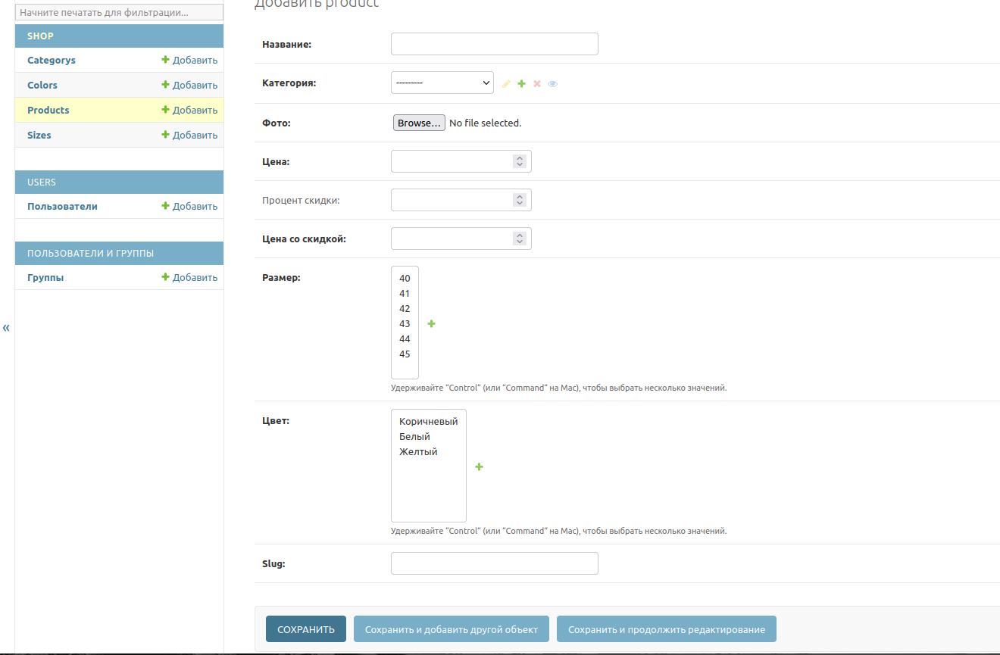 Добавить product
Начните печатать для фильтрации...
SHOP
Categorys Добавить
Colors Добавить
Products Добавить
Sizes Добавить
USERS
Пользователи Добавить
ПОЛЬЗОВАТЕЛИ И ГРУППЫ
Группы Добавить
«
Название:
Категория: ---------
Фото: Browse... No file selected.
Цена:
Процент скидки:
Цена со скидкой:
Размер:
40
41
42
43
44
45
Удерживайте “Control“ (или “Command“ на Mac), чтобы выбрать несколько значений.
Цвет:
Коричневый
Белый
Желтый
Удерживайте “Control“ (или “Command“ на Mac), чтобы выбрать несколько значений.
Slug:
СОХРАНИТЬ Сохранить и добавить другой объект Сохранить и продолжить редактирование